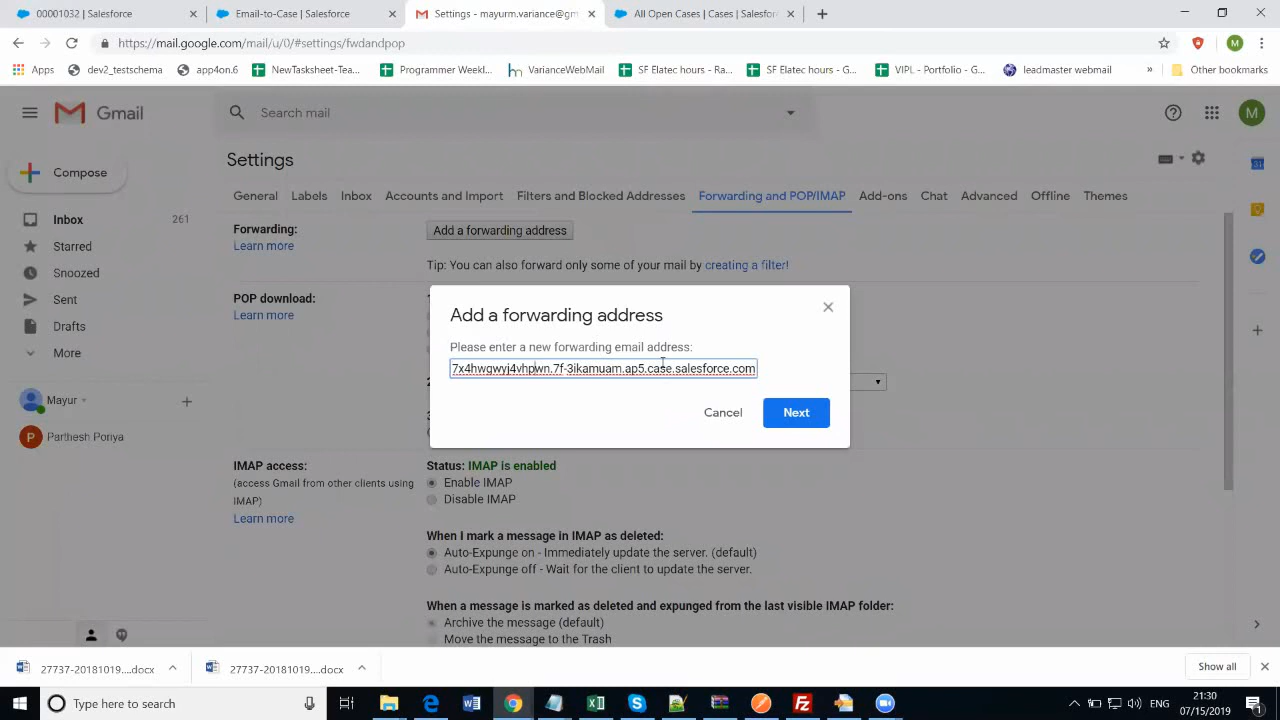 00001032 | Salesforce
Email-to-Case | Salesforce
Settings - mayurm.variance@gm
All Open Cases | Cases | Salesfor
https://mail.google.com/mail/u/0/#settings/fwdandpop
M
Apps
dev2_testschema
app4on.6
NewTasksheet-Tea...
Programmer Weekl...
VarianceWebMail
SF Elatec hours - Ra...
SF Elatec hours - G...
VIPL - Portfolio - G...
leadmaster webmail
»
Other bookmarks
Gmail
Search mail
M
Compose
Settings
General
Labels
Inbox
Accounts and Import
Filters and Blocked Addresses
Forwarding and POP/IMAP
Add-ons
Chat
Advanced
Offline
Themes
Inbox
261
Starred
Snoozed
Sent
Drafts
More
Mayur
P
Parthesh Poriya
Forwarding:
Learn more
Add a forwarding address
Tip: You can also forward only some of your mail by creating a filter!
POP download:
Learn more
Add a forwarding address
Please enter a new forwarding email address:
7x4hwgwyj4vhpwn.7f-3ikamuam.ap5.case.salesforce.com
Cancel
Next
IMAP access:
(access Gmail from other clients using
IMAP)
Learn more
Status: IMAP is enabled
Enable IMAP
Disable IMAP
When I mark a message in IMAP as deleted:
Auto-Expunge on - Immediately update the server. (default)
Auto-Expunge off - Wait for the client to update the server.
When a message is marked as deleted and expunged from the last visible IMAP folder:
Archive the message (default)
Move the message to the Trash
27737-20181019....docx
27737-20181019....docx
Show all
Type here to search
ENG
21:30
07/15/2019